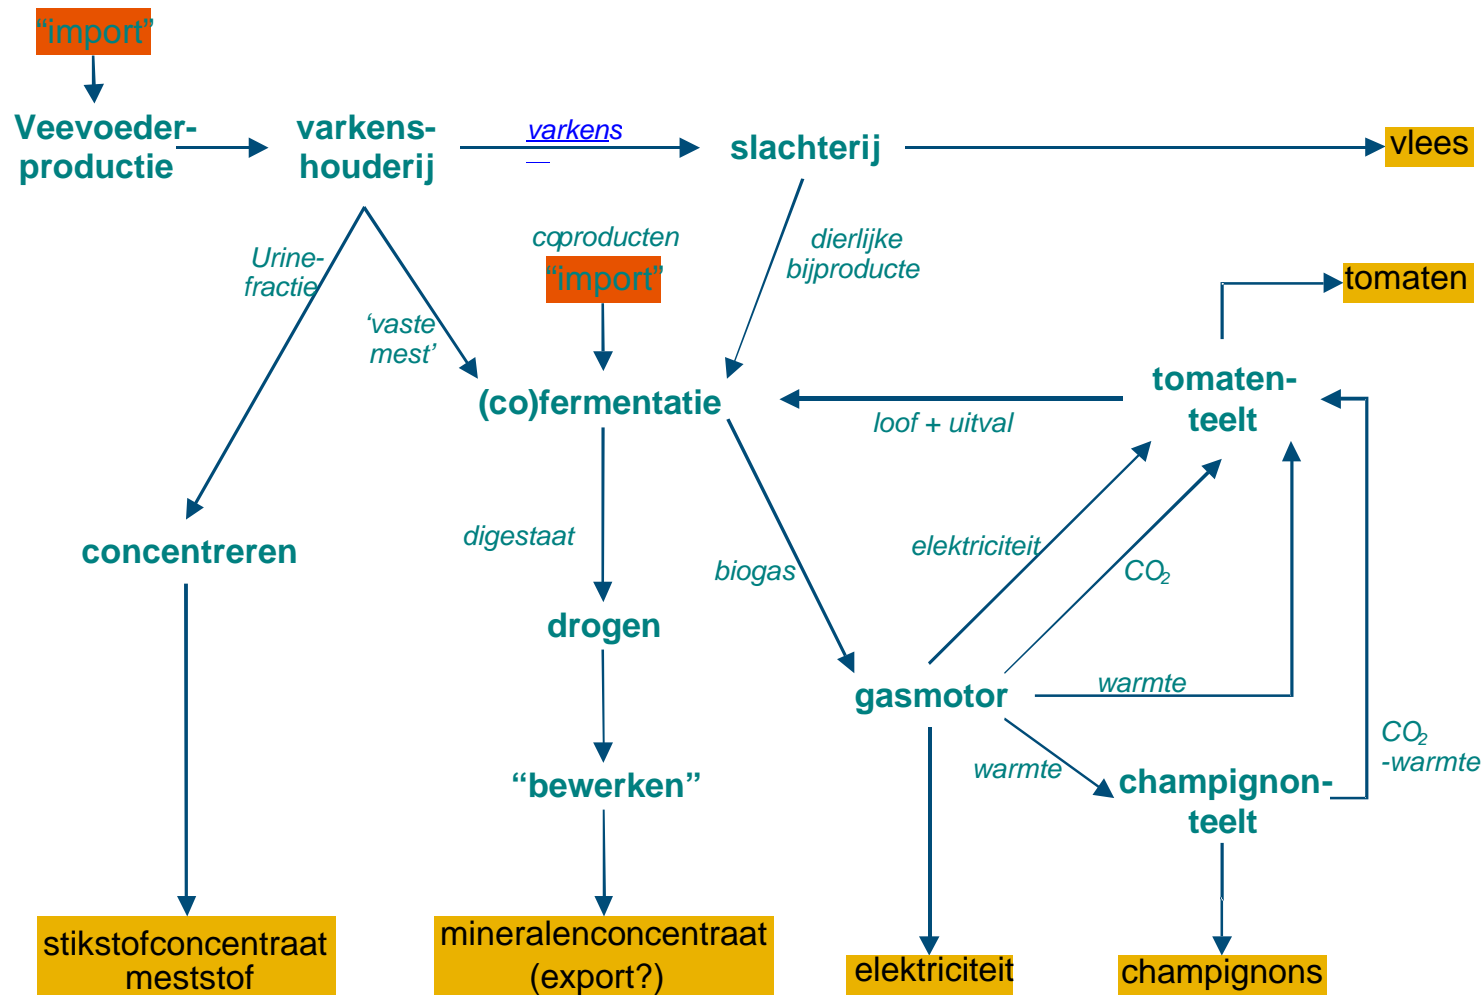 “import”
Veevoeder-
productie
varkens-
houderij
varkens
slachterij
vlees
Urine-
fractie
‘vaste
mest’
coproducten
“import”
dierlijke
bijproducte
tomaten
(co)fermentatie
loof + uitval
tomaten-
teelt
concentreren
digestaat
biogas
elektriciteit
CO₂
drogen
gasmotor
warmte
warmte
CO₂
-warmte
“bewerken”
champignon-
teelt
stikstofconcentraat
meststof
mineralenconcentraat
(export?)
elektriciteit
champignons